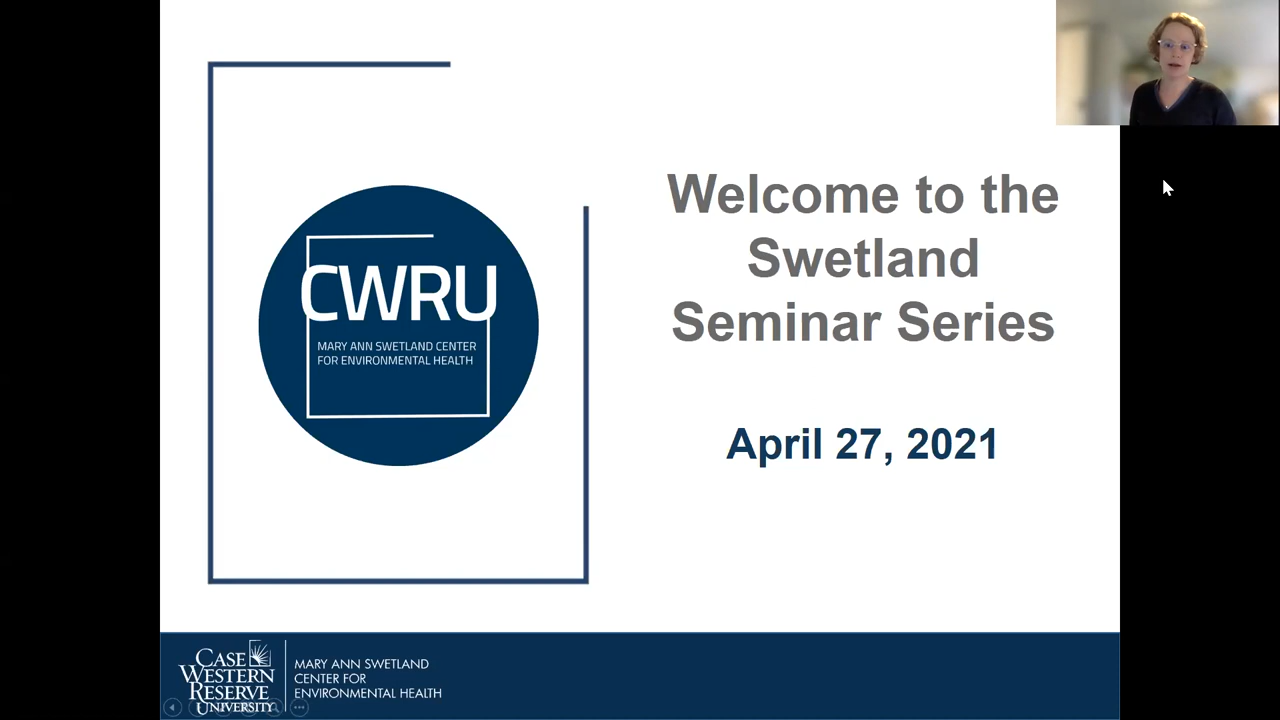 Welcome to the
Swetland
Seminar Series
April 27, 2021
CWRU
MARY ANN SWETLAND CENTER
FOR ENVIRONMENTAL HEALTH
CASE
WESTERN
RESERVE
UNIVERSITY
MARY ANN SWETLAND
CENTER FOR
ENVIRONMENTAL HEALTH